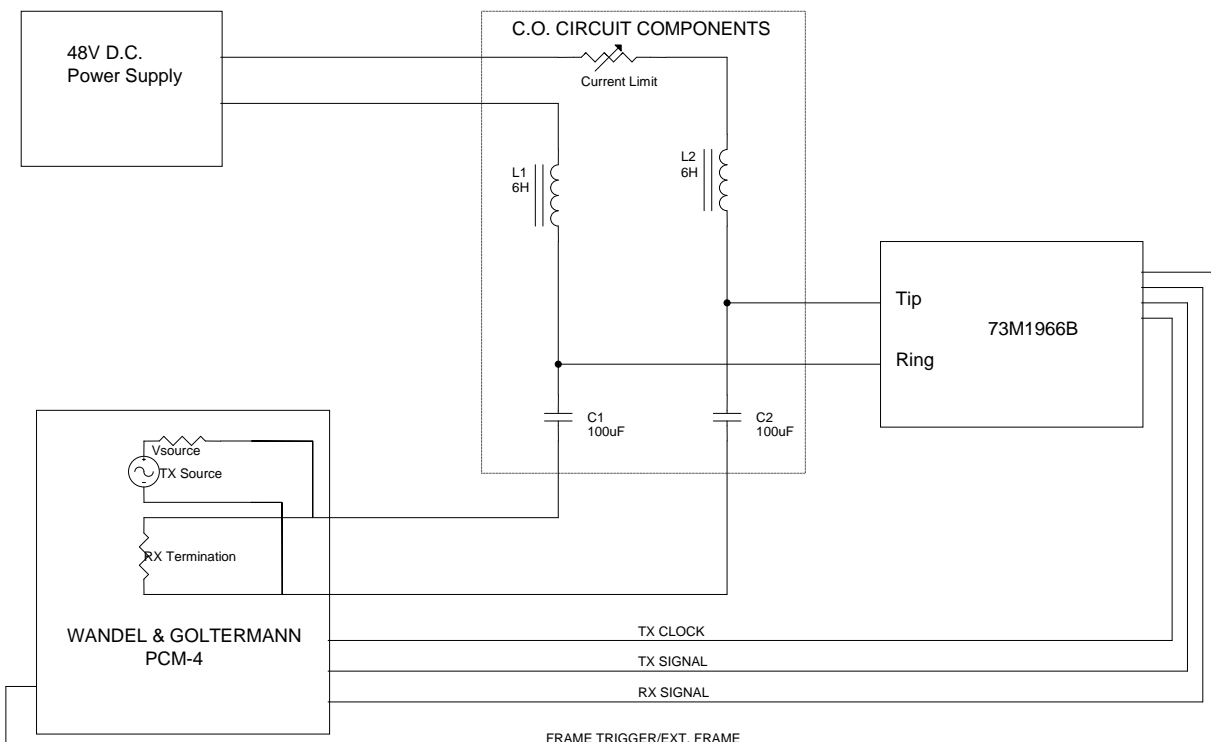 C.O. CIRCUIT COMPONENTS
48V D.C.
Power Supply
Current Limit
L1
6H
L2
6H
Tip
Ring
73M1966B
C1
100uF
C2
100uF
Vsource
TX Source
RX Termination
WANDEL & GOLTERMANN
PCM-4
TX CLOCK
TX SIGNAL
RX SIGNAL
FRAME TRIGGER/EXT. FRAME